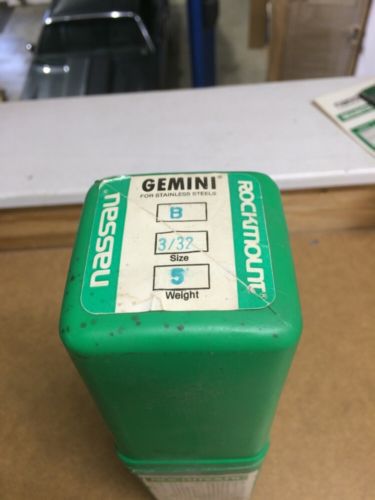 nassau
GEMINI®
FOR STAINLESS STEELS
B
3/32
Size
5
Weight
ROCKMOUNT®